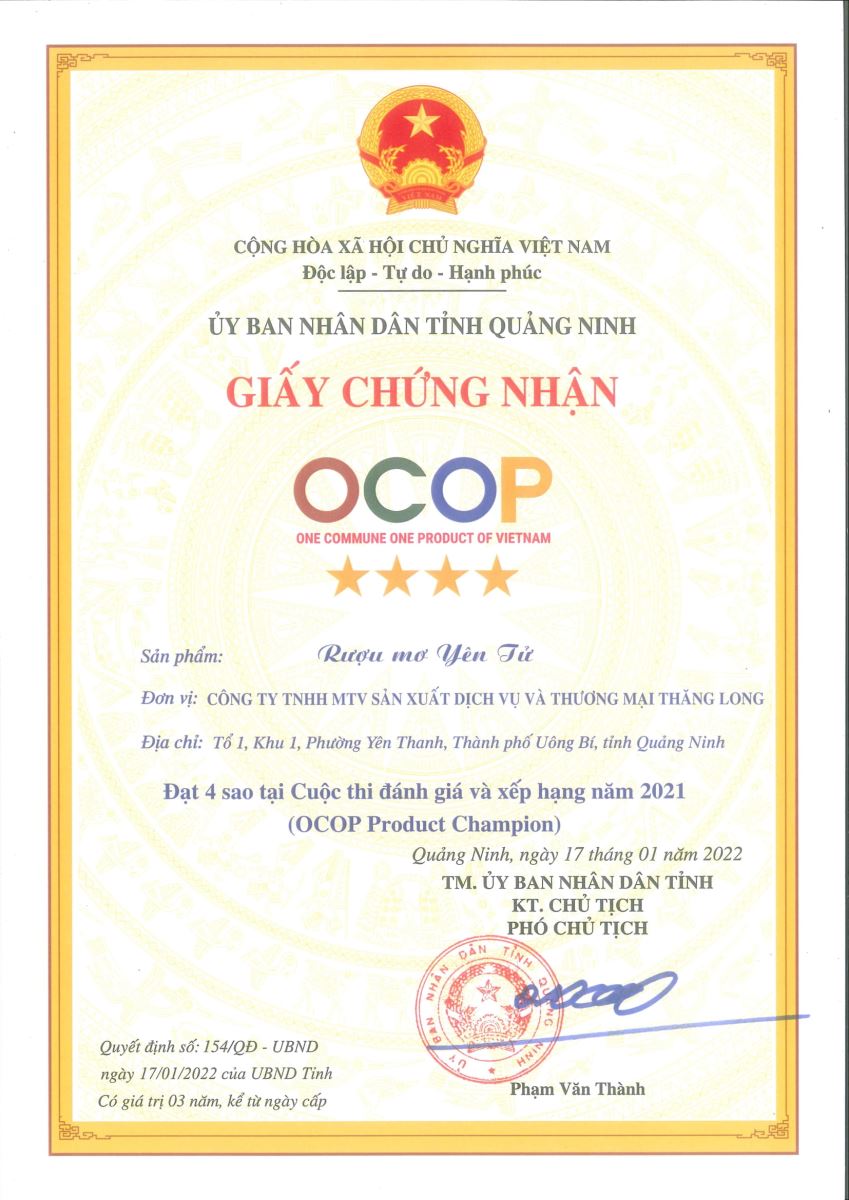 VIỆT NAM
CỘNG HÒA XÃ HỘI CHỦ NGHĨA VIỆT NAM
Độc lập - Tự do - Hạnh phúc
ỦY BAN NHÂN DÂN TỈNH QUẢNG NINH
GIẤY CHỨNG NHẬN
OCOP
ONE COMMUNE ONE PRODUCT OF VIETNAM
Sản phẩm: Rượu mơ Yên Tử
Đơn vị: CÔNG TY TNHH MTV SẢN XUẤT DỊCH VỤ VÀ THƯƠNG MẠI THĂNG LONG
Địa chỉ: Tổ 1, Khu 1, Phường Yên Thanh, Thành phố Uông Bí, tỉnh Quảng Ninh
Đạt 4 sao tại Cuộc thi đánh giá và xếp hạng năm 2021
(OCOP Product Champion)
Quảng Ninh, ngày 17 tháng 01 năm 2022
TM. ỦY BAN NHÂN DÂN TỈNH
KT. CHỦ TỊCH
PHÓ CHỦ TỊCH
ỦY BAN NHÂN DÂN TỈNH QUẢNG NINH
Phạm Văn Thành
Quyết định số: 154/QĐ - UBND
ngày 17/01/2022 của UBND Tỉnh
Có giá trị 03 năm, kể từ ngày cấp